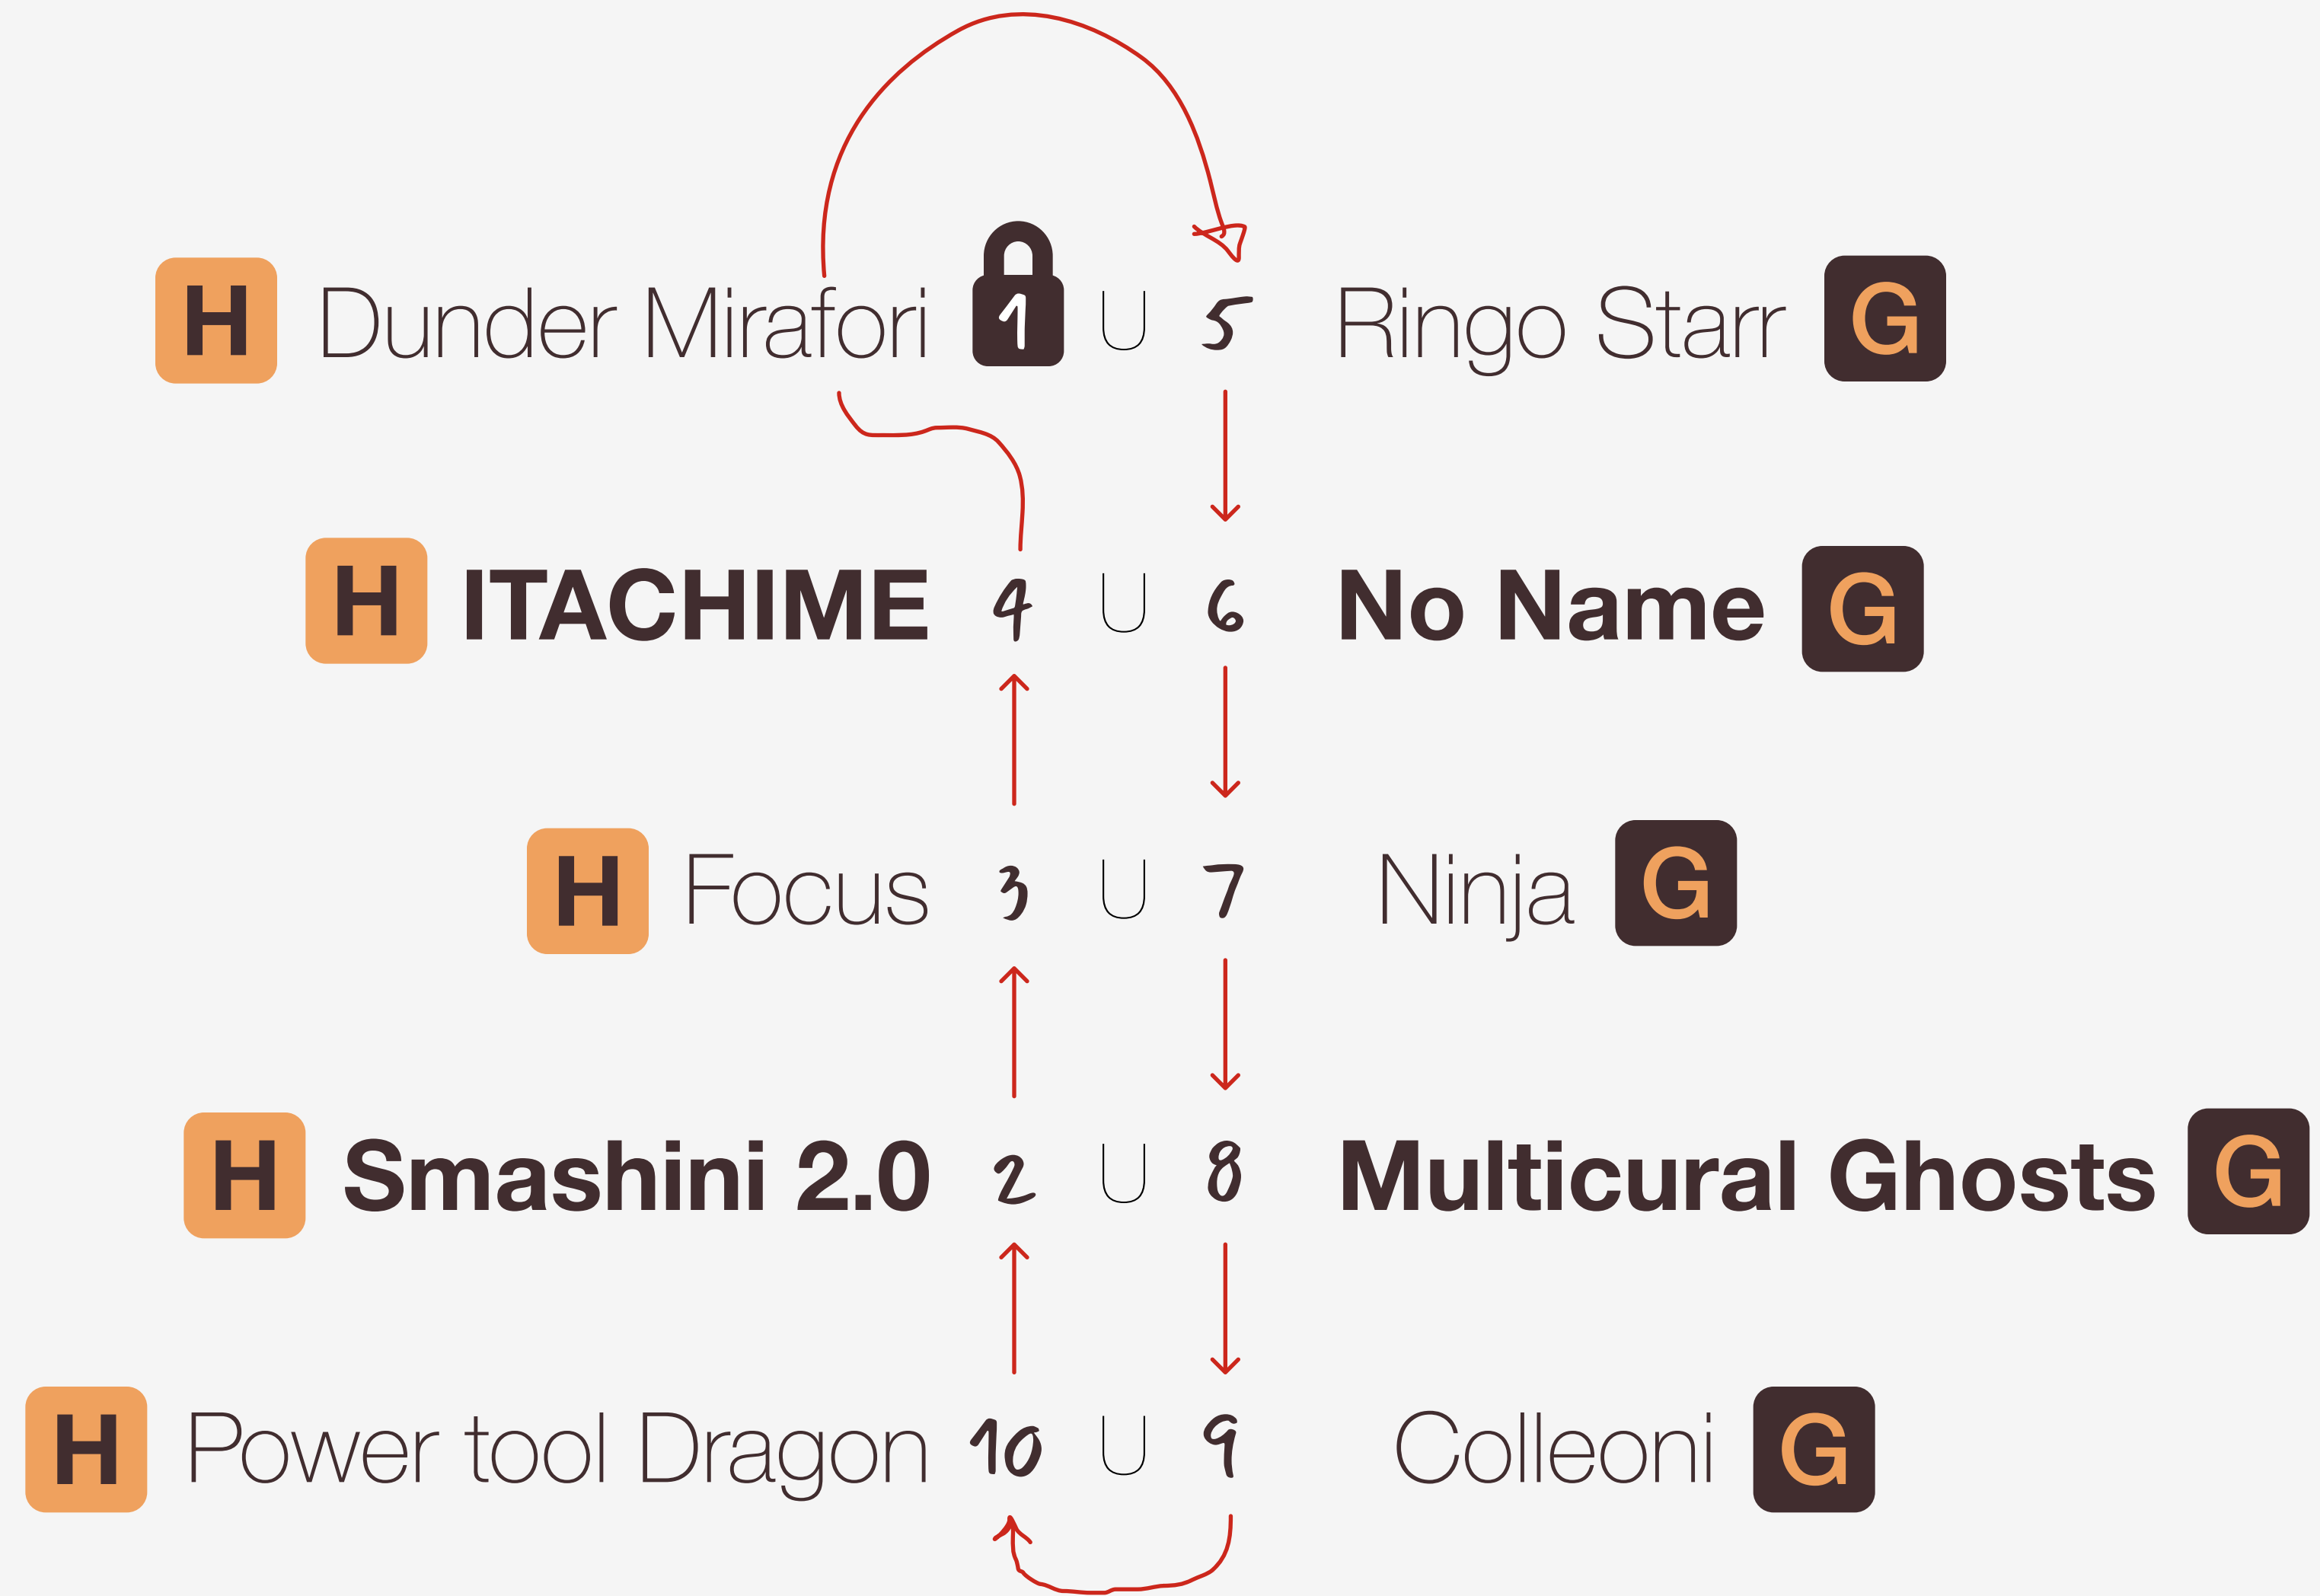 H Dunder Mirafori 1 U 5 Ringo Starr G
H ITACHIME 4 U 6 No Name G
H Focus 3 U 7 Ninja G
H Smashini 2.0 2 U 8 Multicural Ghosts G
H Power tool Dragon 10 U 9 Colleoni G